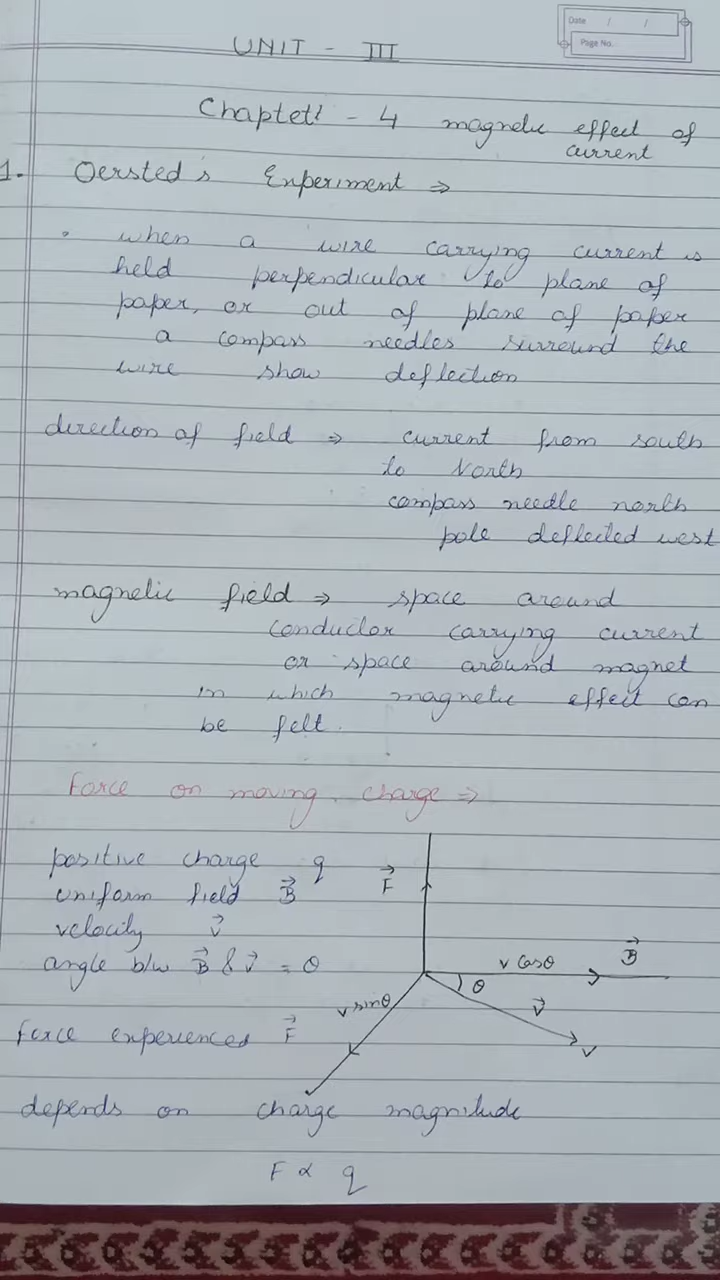 Date / /
Page No.
UNIT - III
Chapter - 4 magnetic effect of
current
1. Oersted's Experiment ⇒
• when a wire carrying current is
held perpendicular to plane of
paper, or out of plane of paper
a compass needles surround the
wire show deflection
direction of field ⇒ current from south
to North
compass needle north
pole deflected west
magnetic field ⇒ space around
conductor carrying current
or space around magnet
in which magnetic effect can
be felt.
Force on moving charge ⇒
positive charge q
uniform field B⃗
velocity v⃗
angle b/w B⃗ & v⃗ = θ
Force experiences F⃗
F⃗
v cosθ
B⃗
θ
v⃗
v
v sinθ
depends on charge magnitude
F ∝ q